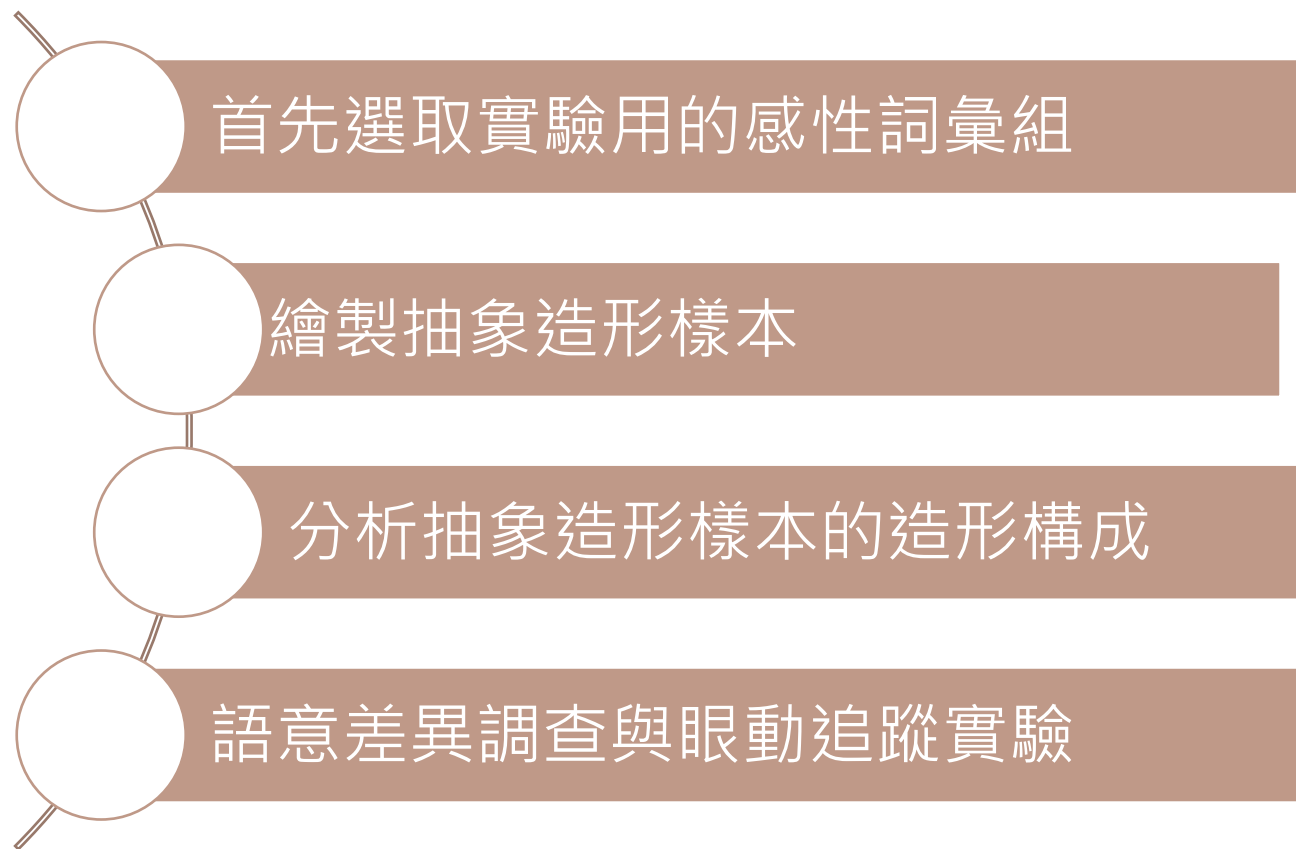 首先選取實驗用的感性詞彙組
繪製抽象造形樣本
分析抽象造形樣本的造形構成
語意差異調查與眼動追蹤實驗